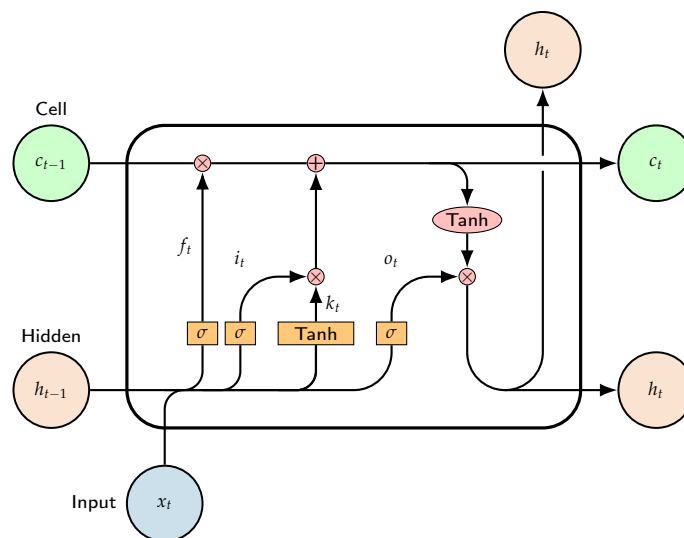 h_t
Cell
c_{t−1}
×
+
c_t
Tanh
f_t
i_t
o_t
×
×
k_t
σ
σ
Tanh
σ
Hidden
h_{t−1}
h_t
Input
x_t